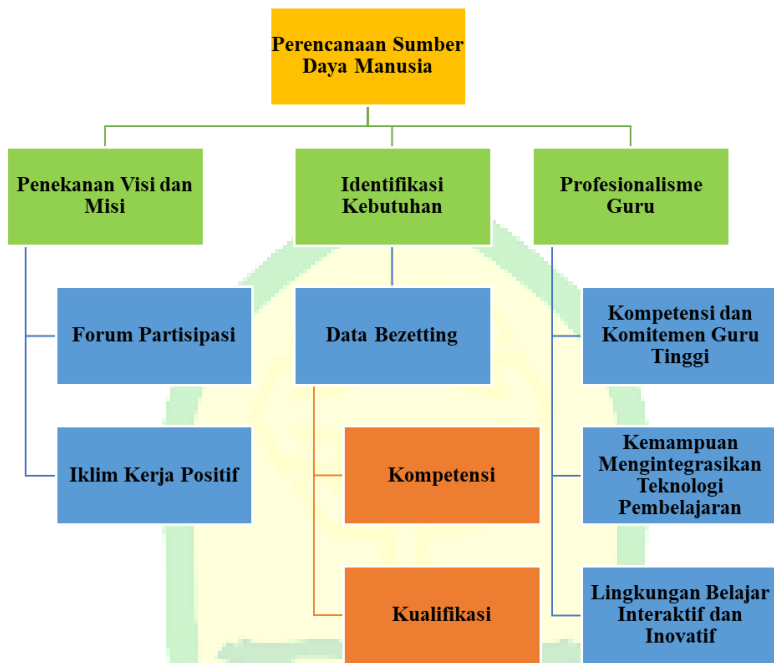 Perencanaan Sumber
Daya Manusia
Penekanan Visi dan
Misi
Identifikasi
Kebutuhan
Profesionalisme
Guru
Forum Partisipasi
Data Bezetting
Kompetensi dan
Komitemen Guru
Tinggi
Iklim Kerja Positif
Kompetensi
Kemampuan
Mengintegrasikan
Teknologi
Pembelajaran
Kualifikasi
Lingkungan Belajar
Interaktif dan
Inovatif